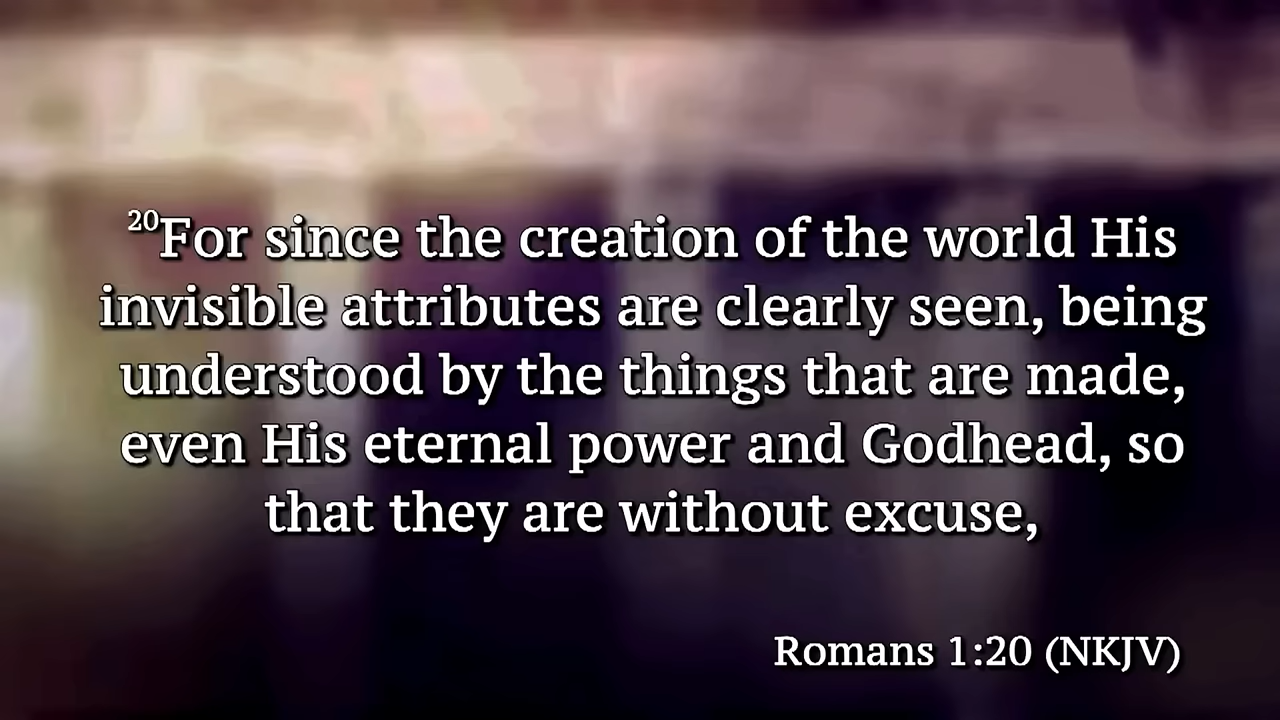 20For since the creation of the world His
invisible attributes are clearly seen, being
understood by the things that are made,
even His eternal power and Godhead, so
that they are without excuse,
Romans 1:20 (NKJV)